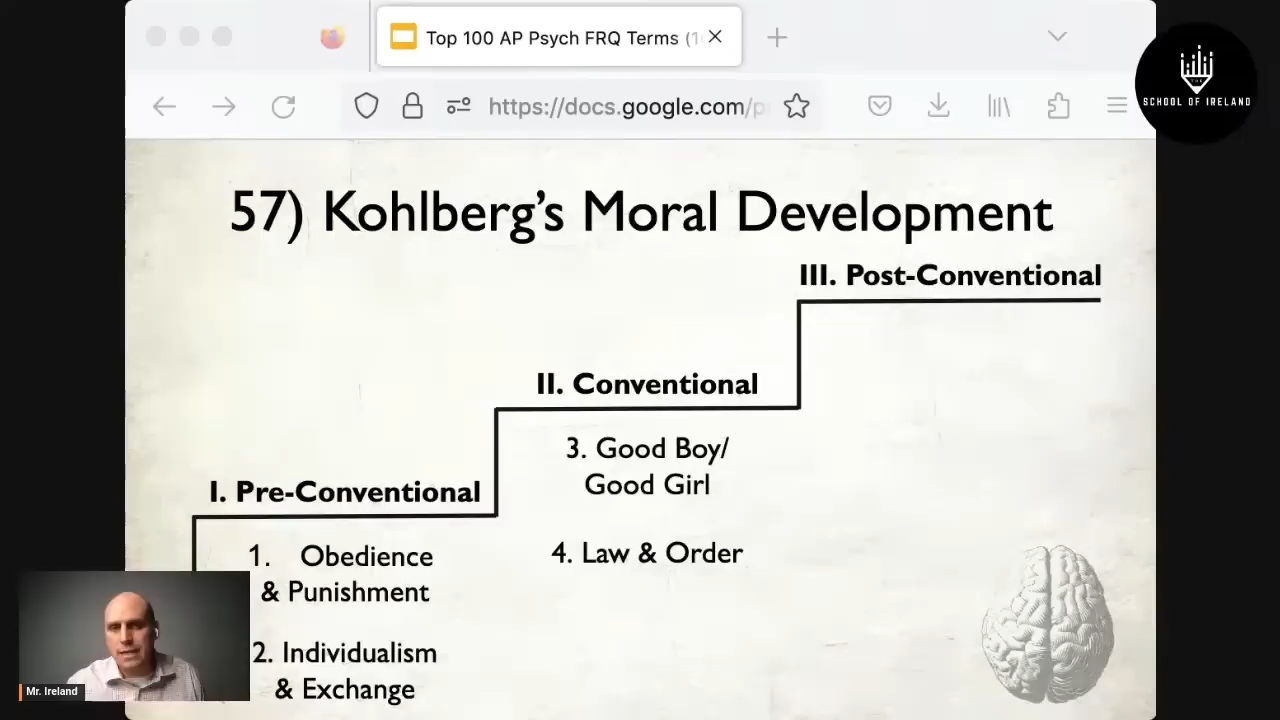 Top 100 AP Psych FRQ Terms (1
https://docs.google.com/p
THE
SCHOOL OF IRELAND
57) Kohlberg's Moral Development
III. Post-Conventional
II. Conventional
3. Good Boy/
Good Girl
4. Law & Order
I. Pre-Conventional
1. Obedience
& Punishment
2. Individualism
& Exchange
Mr. Ireland